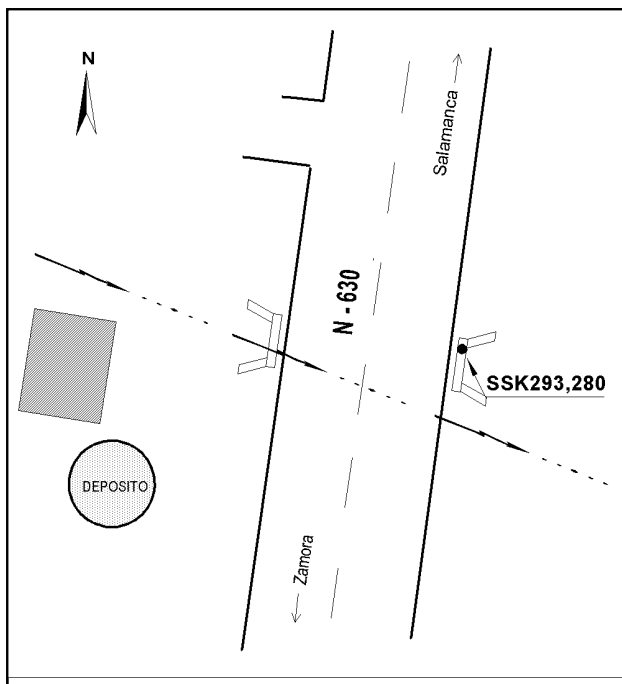 N
Salamanca
N - 630
SSK293,280
DEPOSITO
Zamora